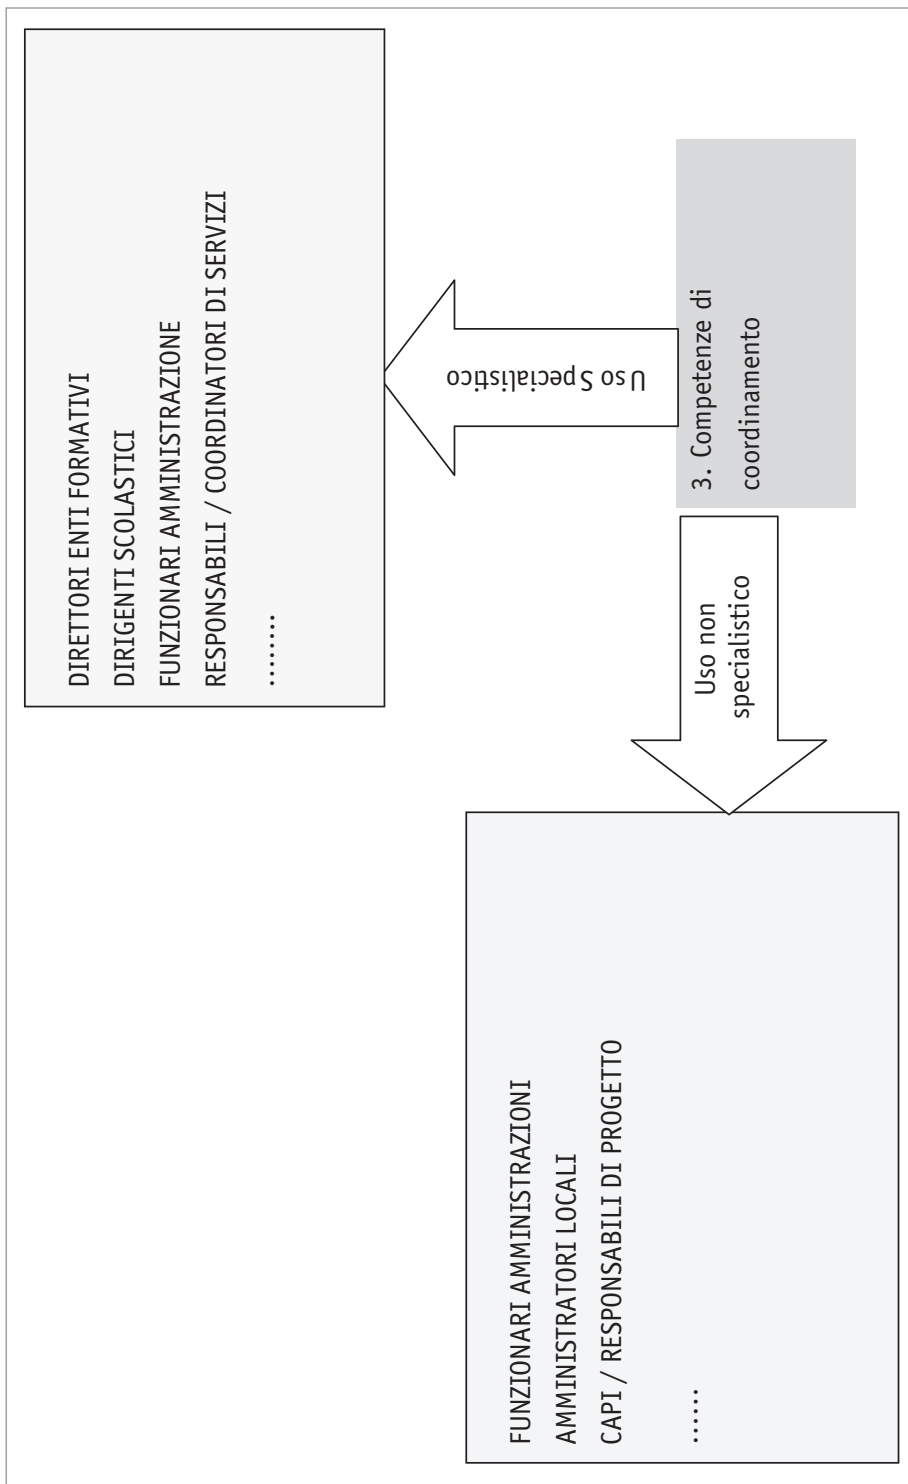 DIRETTORI ENTI FORMATIVI
DIRIGENTI SCOLASTICI
FUNZIONARI AMMINISTRAZIONE
RESPONSABILI / COORDINATORI DI SERVIZI
........
Uso Specialistico
3. Competenze di
coordinamento
Uso non
specialistico
FUNZIONARI AMMINISTRAZIONI
AMMINISTRATORI LOCALI
CAPI / RESPONSABILI DI PROGETTO
......